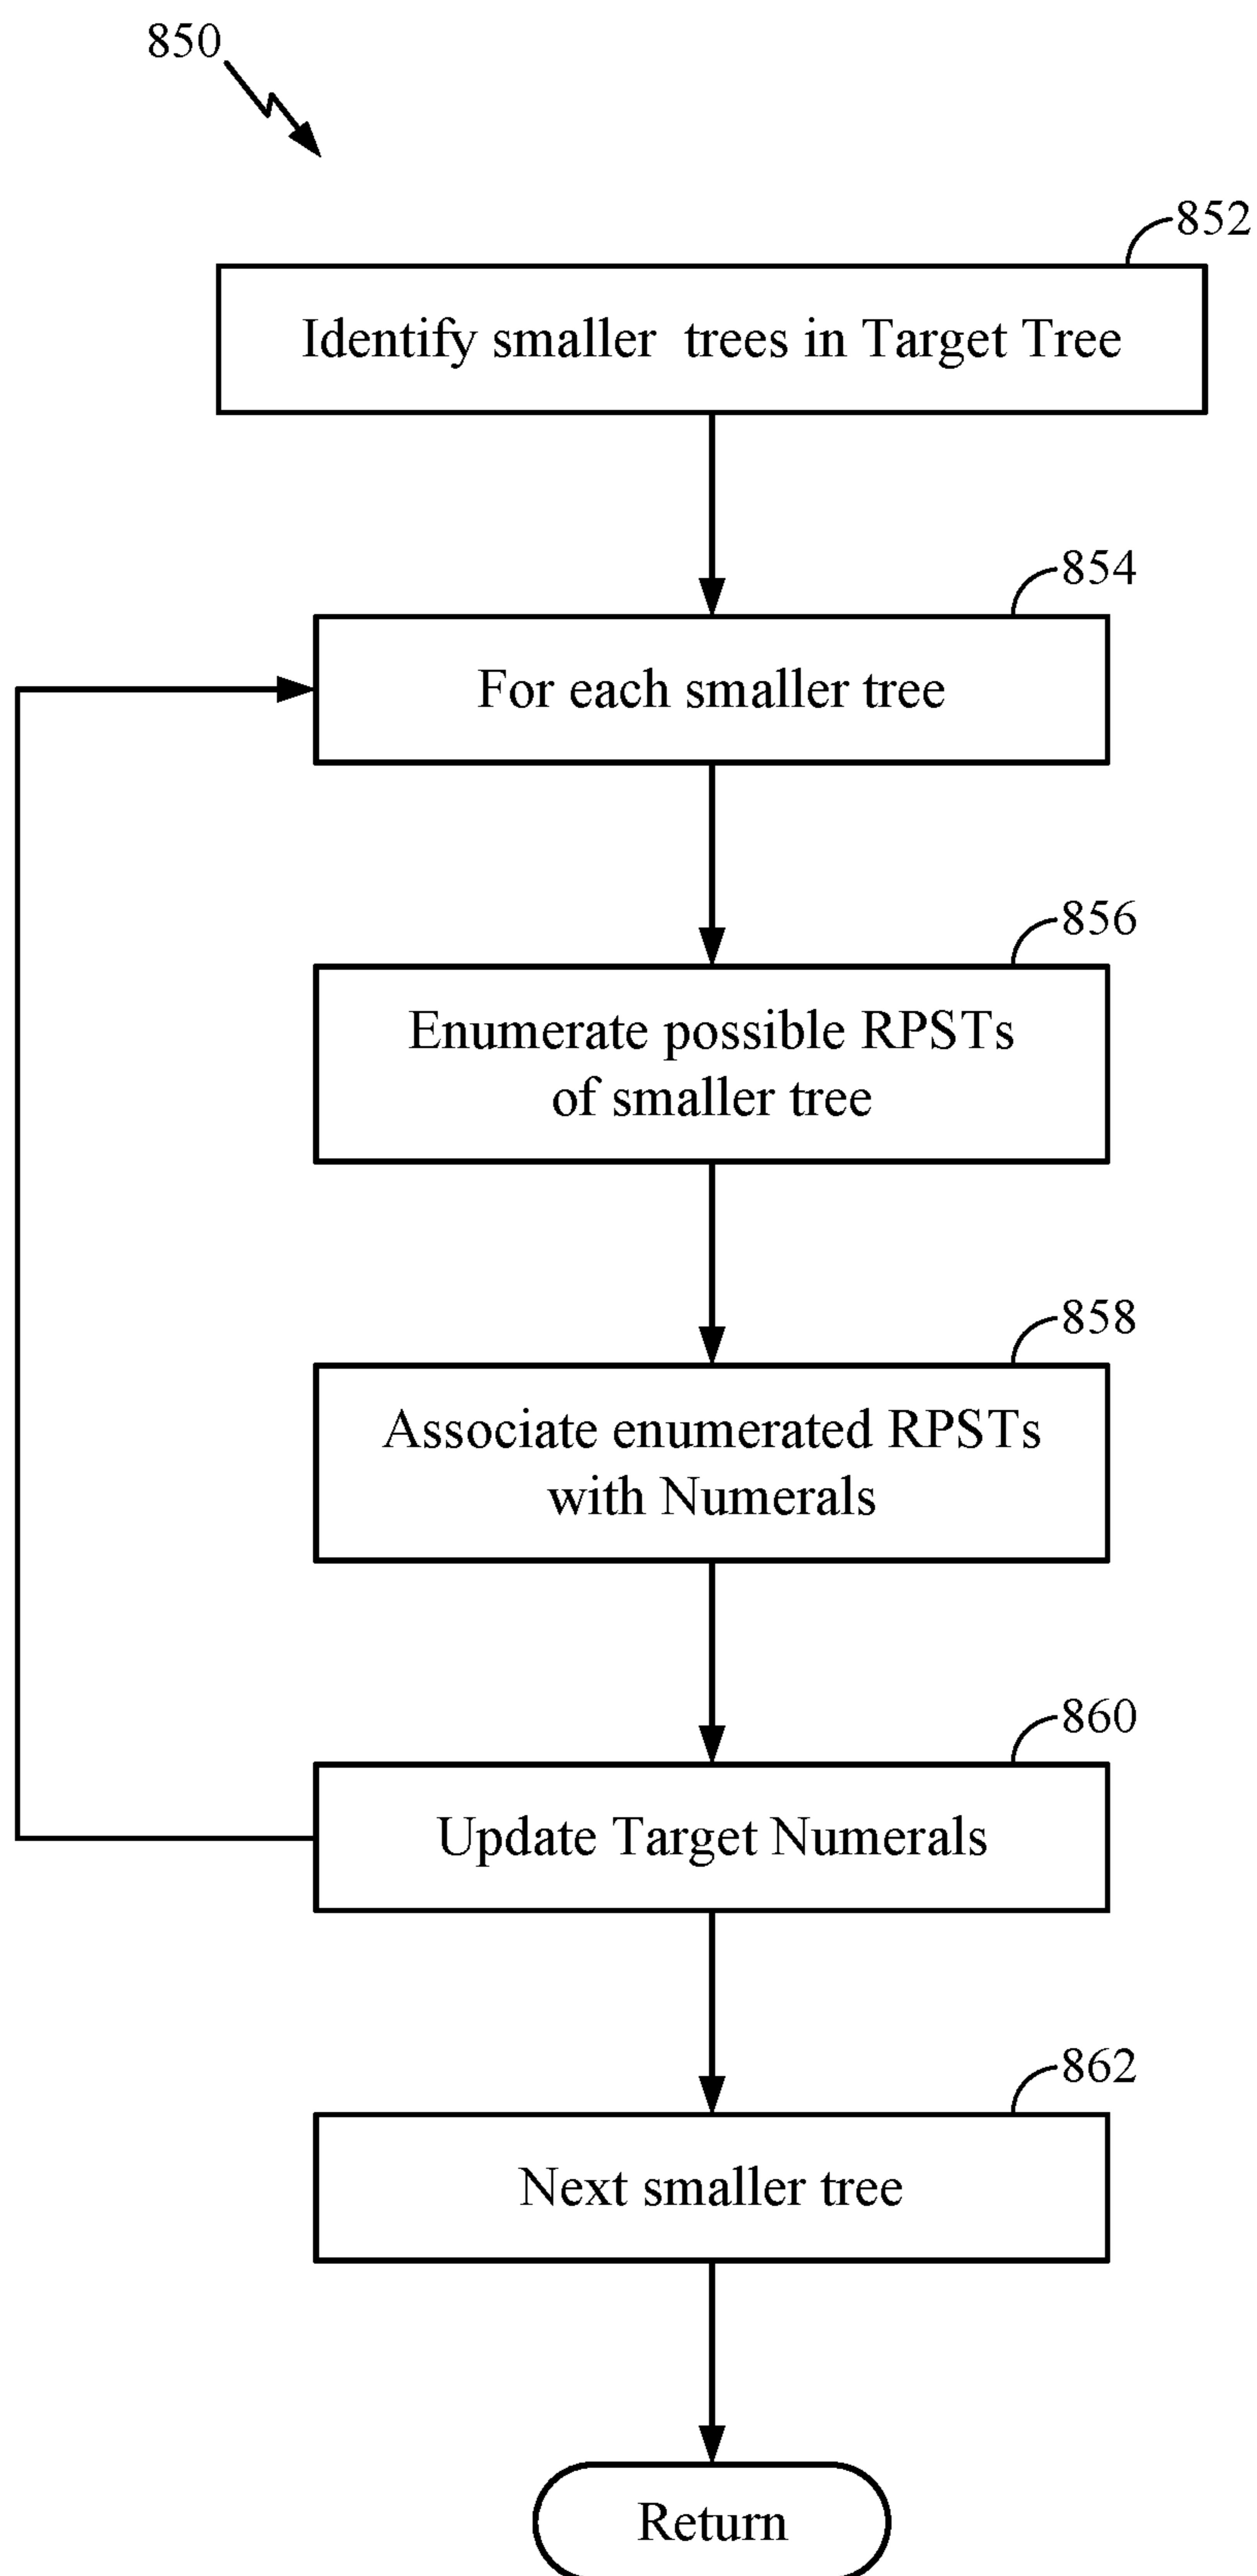 850
852
Identify smaller trees in Target Tree
854
For each smaller tree
856
Enumerate possible RPSTs
of smaller tree
858
Associate enumerated RPSTs
with Numerals
860
Update Target Numerals
862
Next smaller tree
Return